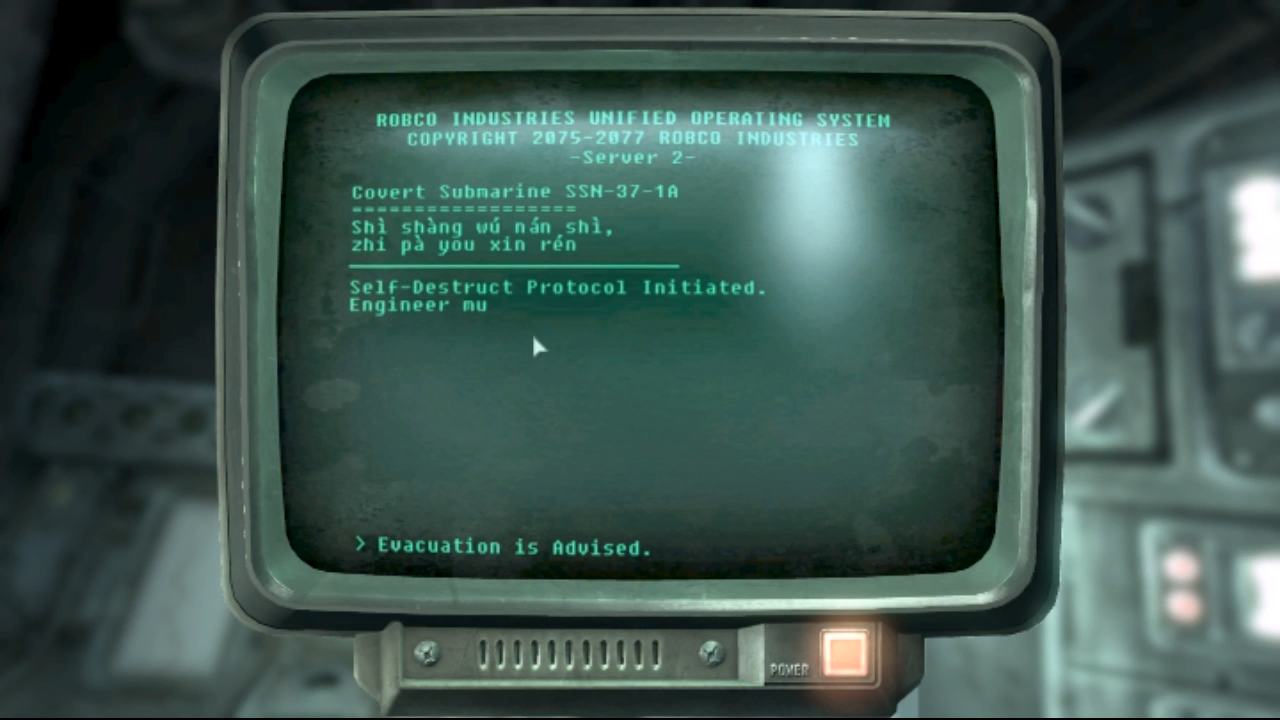 ROBCO INDUSTRIES UNIFIED OPERATING SYSTEM
COPYRIGHT 2075-2077 ROBCO INDUSTRIES
-Server 2-
Covert Submarine SSN-37-1A
==================
Shì shàng wú nán shì,
zhi pà yôu xin rén
Self-Destruct Protocol Initiated.
Engineer mu
> Evacuation is Advised.
POWER